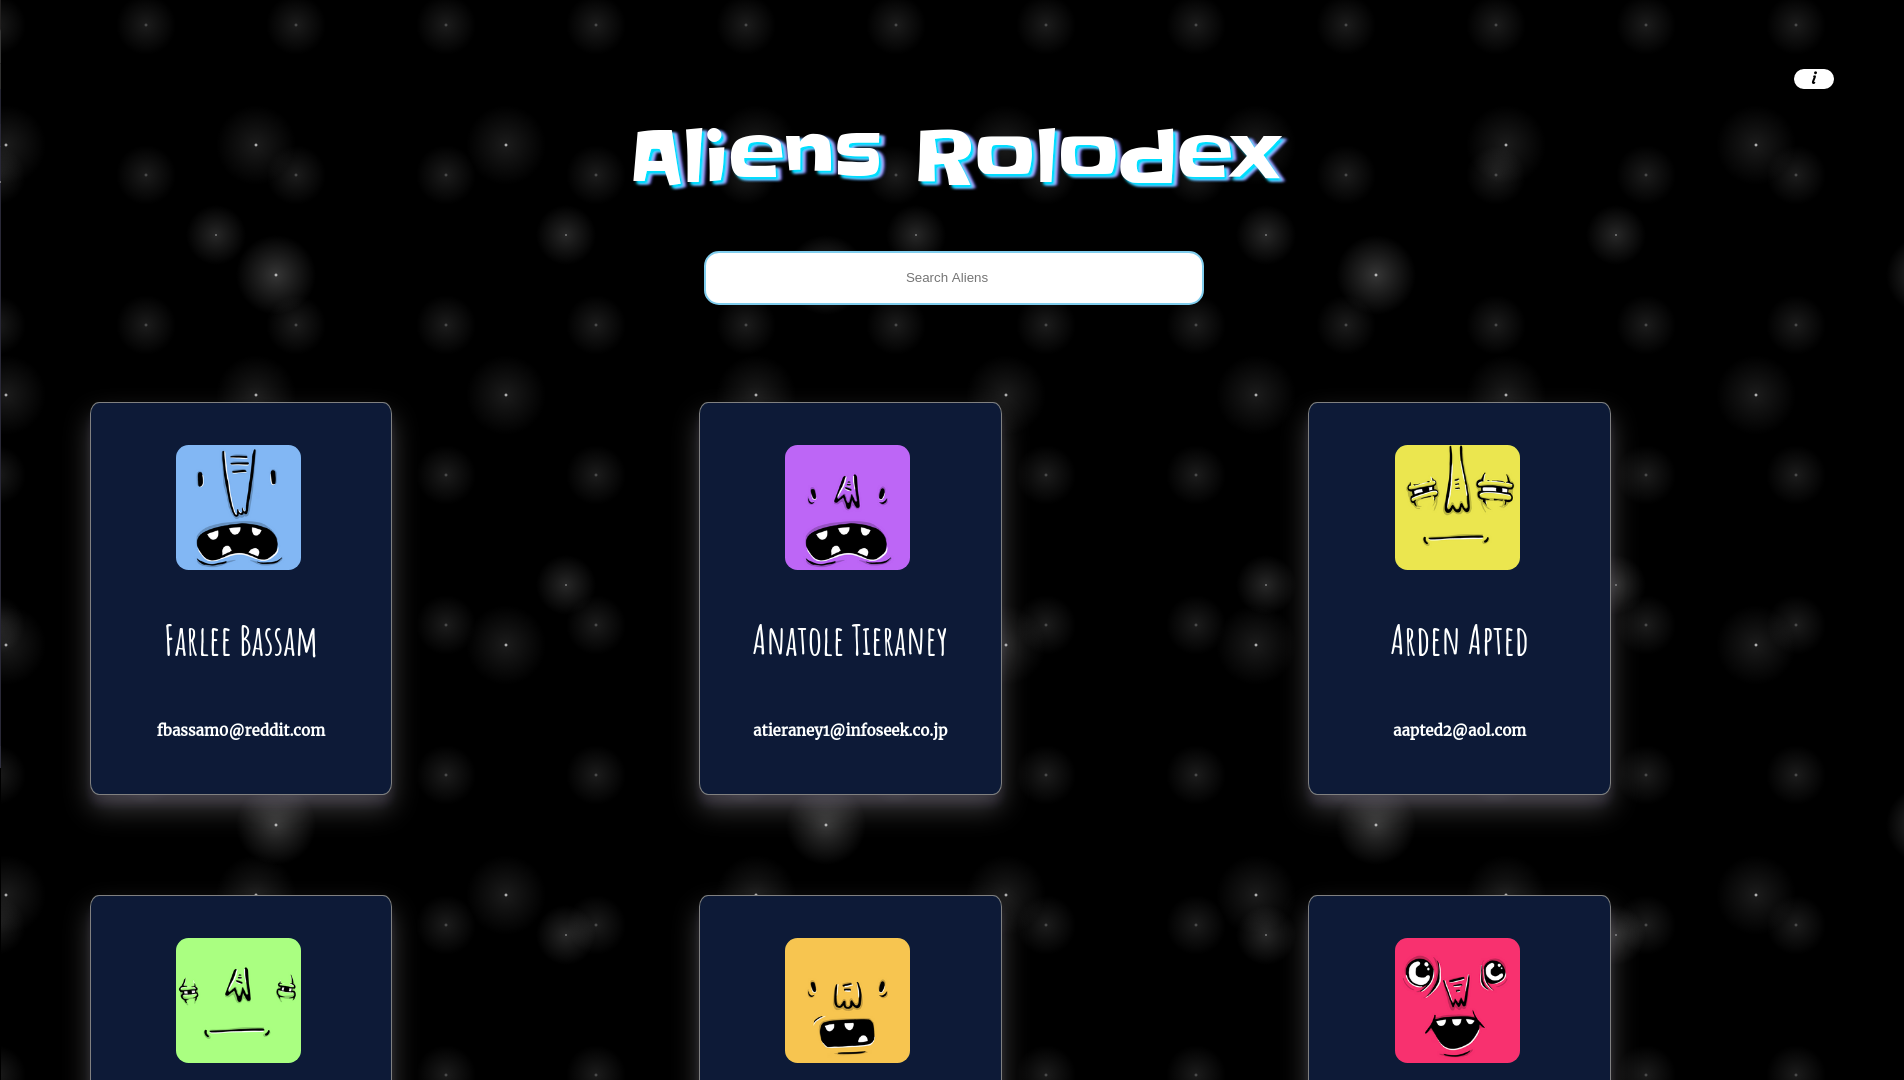 i
Aliens Rolodex
Search Aliens
Farlee Bassam
Anatole Tieraney
Arden Apted
fbassam0@reddit.com
atieraney1@infoseek.co.jp
aapted2@aol.com